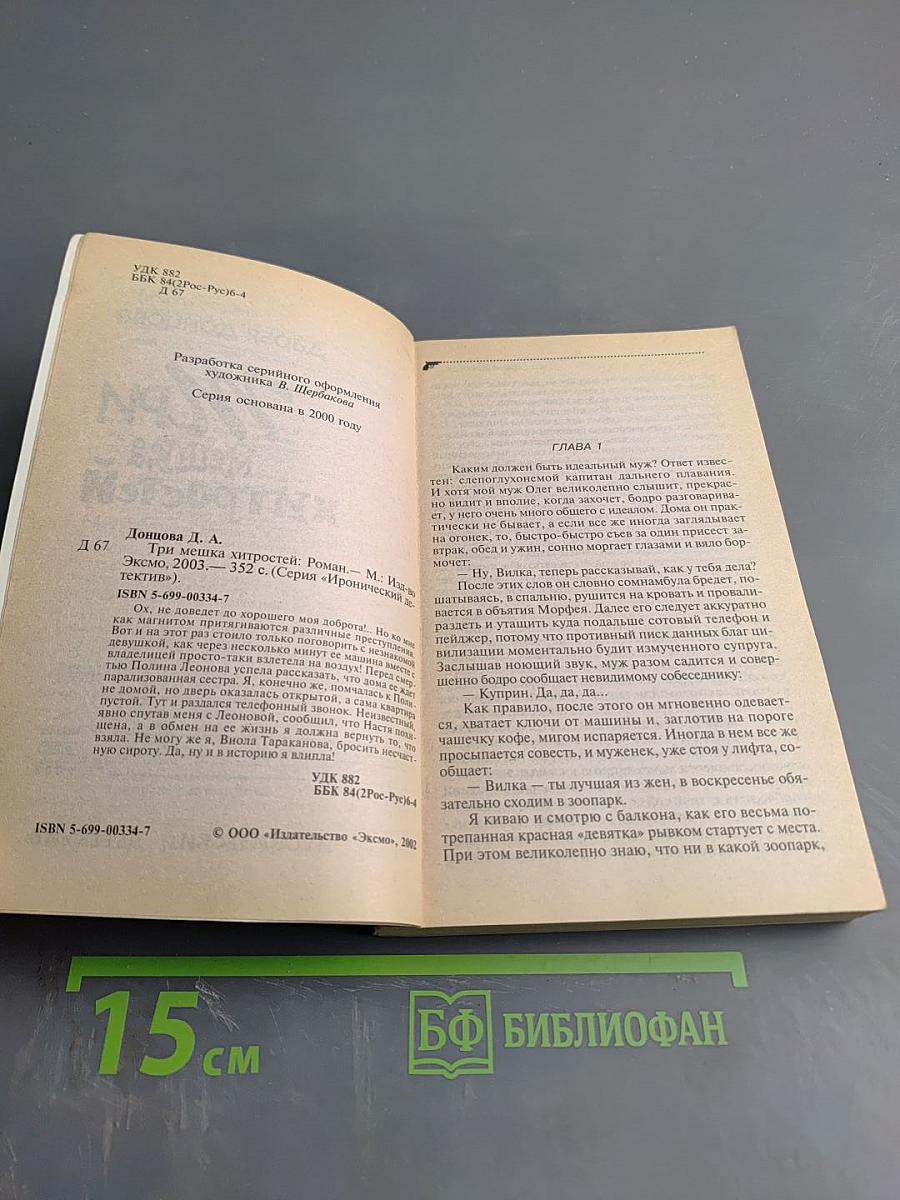 УДК 882
ББК 84(2Рос-Рус)6-4
Д 67
Разработка серийного оформления
художника В. Щербакова
Серия основана в 2000 году
Донцова Д. А.
Д 67 Три мешка хитростей: Роман.— М.: Изд-во
Эксмо, 2003.— 352 с. (Серия «Иронический де-
тектив»).
ISBN 5-699-00334-7
Ох, не доведет до хорошего моя доброта!.. Но ко мне
как магнитом притягиваются различные преступления.
Вот и на этот раз стоило только поговорить с незнакомой
девушкой, как через несколько минут ее машина вместе с
владелицей просто-таки взлетела на воздух! Перед смер-
тью Полина Леонова успела рассказать, что дома ее ждет
парализованная сестра. Я, конечно же, помчалась к Поли-
не домой, но дверь оказалась открытой, а сама квартира
пустой. Тут и раздался телефонный звонок. Неизвестный,
явно спутав меня с Леоновой, сообщил, что Настя похи-
щена, а в обмен на ее жизнь я должна вернуть то, что
взяла. Не могу же я, Виола Тараканова, бросить несчаст-
ную сироту. Да, ну и в историю я влипла!
УДК 882
ББК 84(2Рос-Рус)6-4
ISBN 5-699-00334-7
© ООО «Издательство «Эксмо», 2002
ГЛАВА 1
Каким должен быть идеальный муж? Ответ извес-
тен: слепоглухонемой капитан дальнего плавания.
И хотя мой муж Олег великолепно слышит, прекрас-
но видит и вполне, когда захочет, бодро разговарива-
ет, у него очень много общего с идеалом. Дома он прак-
тически не бывает, а если все же иногда заглядывает
на огонек, то, быстро-быстро съев за один присест за-
втрак, обед и ужин, сонно моргает глазами и вяло бор-
мочет:
— Ну, Вилка, теперь рассказывай, как у тебя дела?
После этих слов он словно сомнамбула бредет, по-
шатываясь, в спальню, рушится на кровать и провали-
вается в объятия Морфея. Далее его следует аккуратно
раздеть и утащить куда подальше сотовый телефон и
пейджер, потому что противный писк данных благ ци-
вилизации моментально будит измученного супруга.
Заслышав ноющий звук, муж разом садится и совер-
шенно бодро сообщает невидимому собеседнику:
— Куприн. Да, да, да...
Как правило, после этого он мгновенно одевает-
ся, хватает ключи от машины и, заглотив на пороге
чашечку кофе, мигом испаряется. Иногда в нем все же
просыпается совесть, и муженек, уже стоя у лифта, со-
общает:
— Вилка — ты лучшая из жен, в воскресенье обя-
зательно сходим в зоопарк.
Я киваю и смотрю с балкона, как его весьма по-
трепанная красная «девятка» рывком стартует с места.
При этом великолепно знаю, что ни в какой зоопарк,
15 см
БФ БИБЛИОФАН